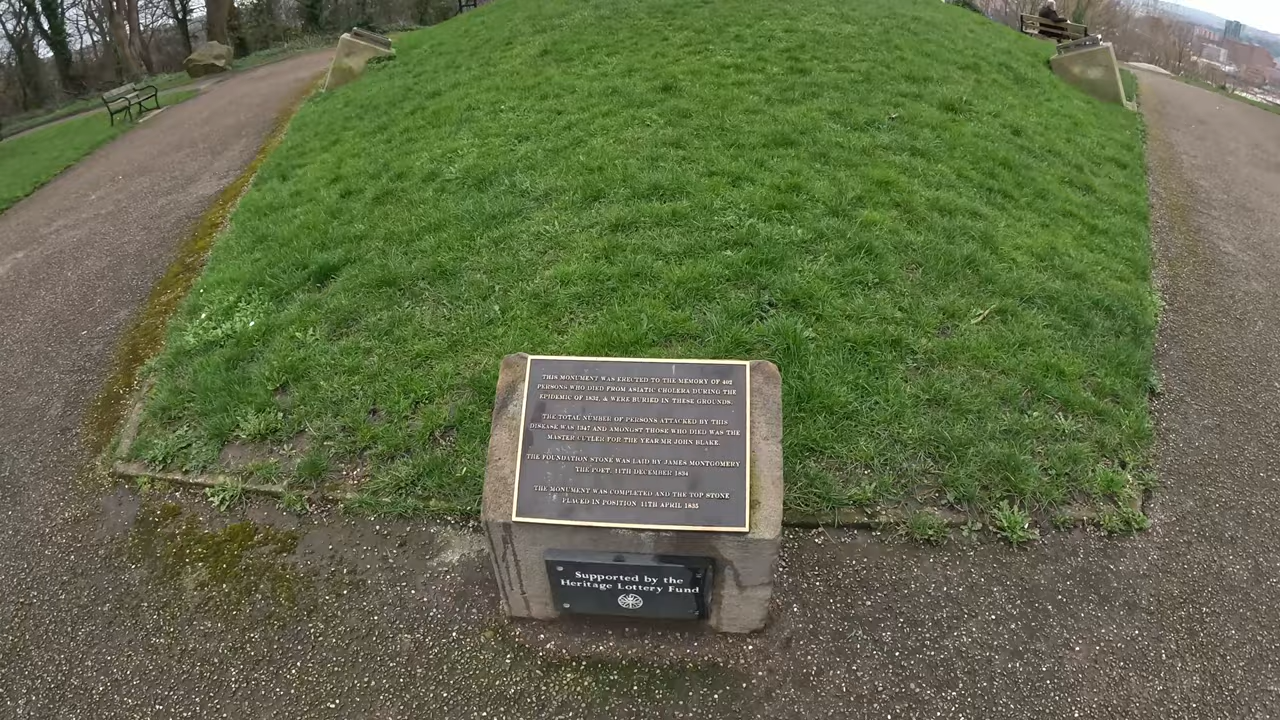 THIS MONUMENT WAS ERECTED TO THE MEMORY OF 402
PERSONS WHO DIED FROM ASIATIC CHOLERA DURING THE
EPIDEMIC OF 1832, & WERE BURIED IN THESE GROUNDS.
THE TOTAL NUMBER OF PERSONS ATTACKED BY THIS
DISEASE WAS 1347 AND AMONGST THOSE WHO DIED WAS THE
MASTER CUTLER FOR THE YEAR MR JOHN BLAKE.
THE FOUNDATION STONE WAS LAID BY JAMES MONTGOMERY
THE POET, 11TH DECEMBER 1834
THE MONUMENT WAS COMPLETED AND THE TOP STONE
PLACED IN POSITION 11TH APRIL 1835
Supported by the
Heritage Lottery Fund